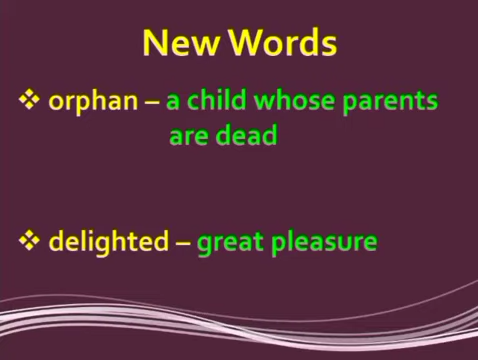 New Words
❖ orphan – a child whose parents
are dead
❖ delighted – great pleasure